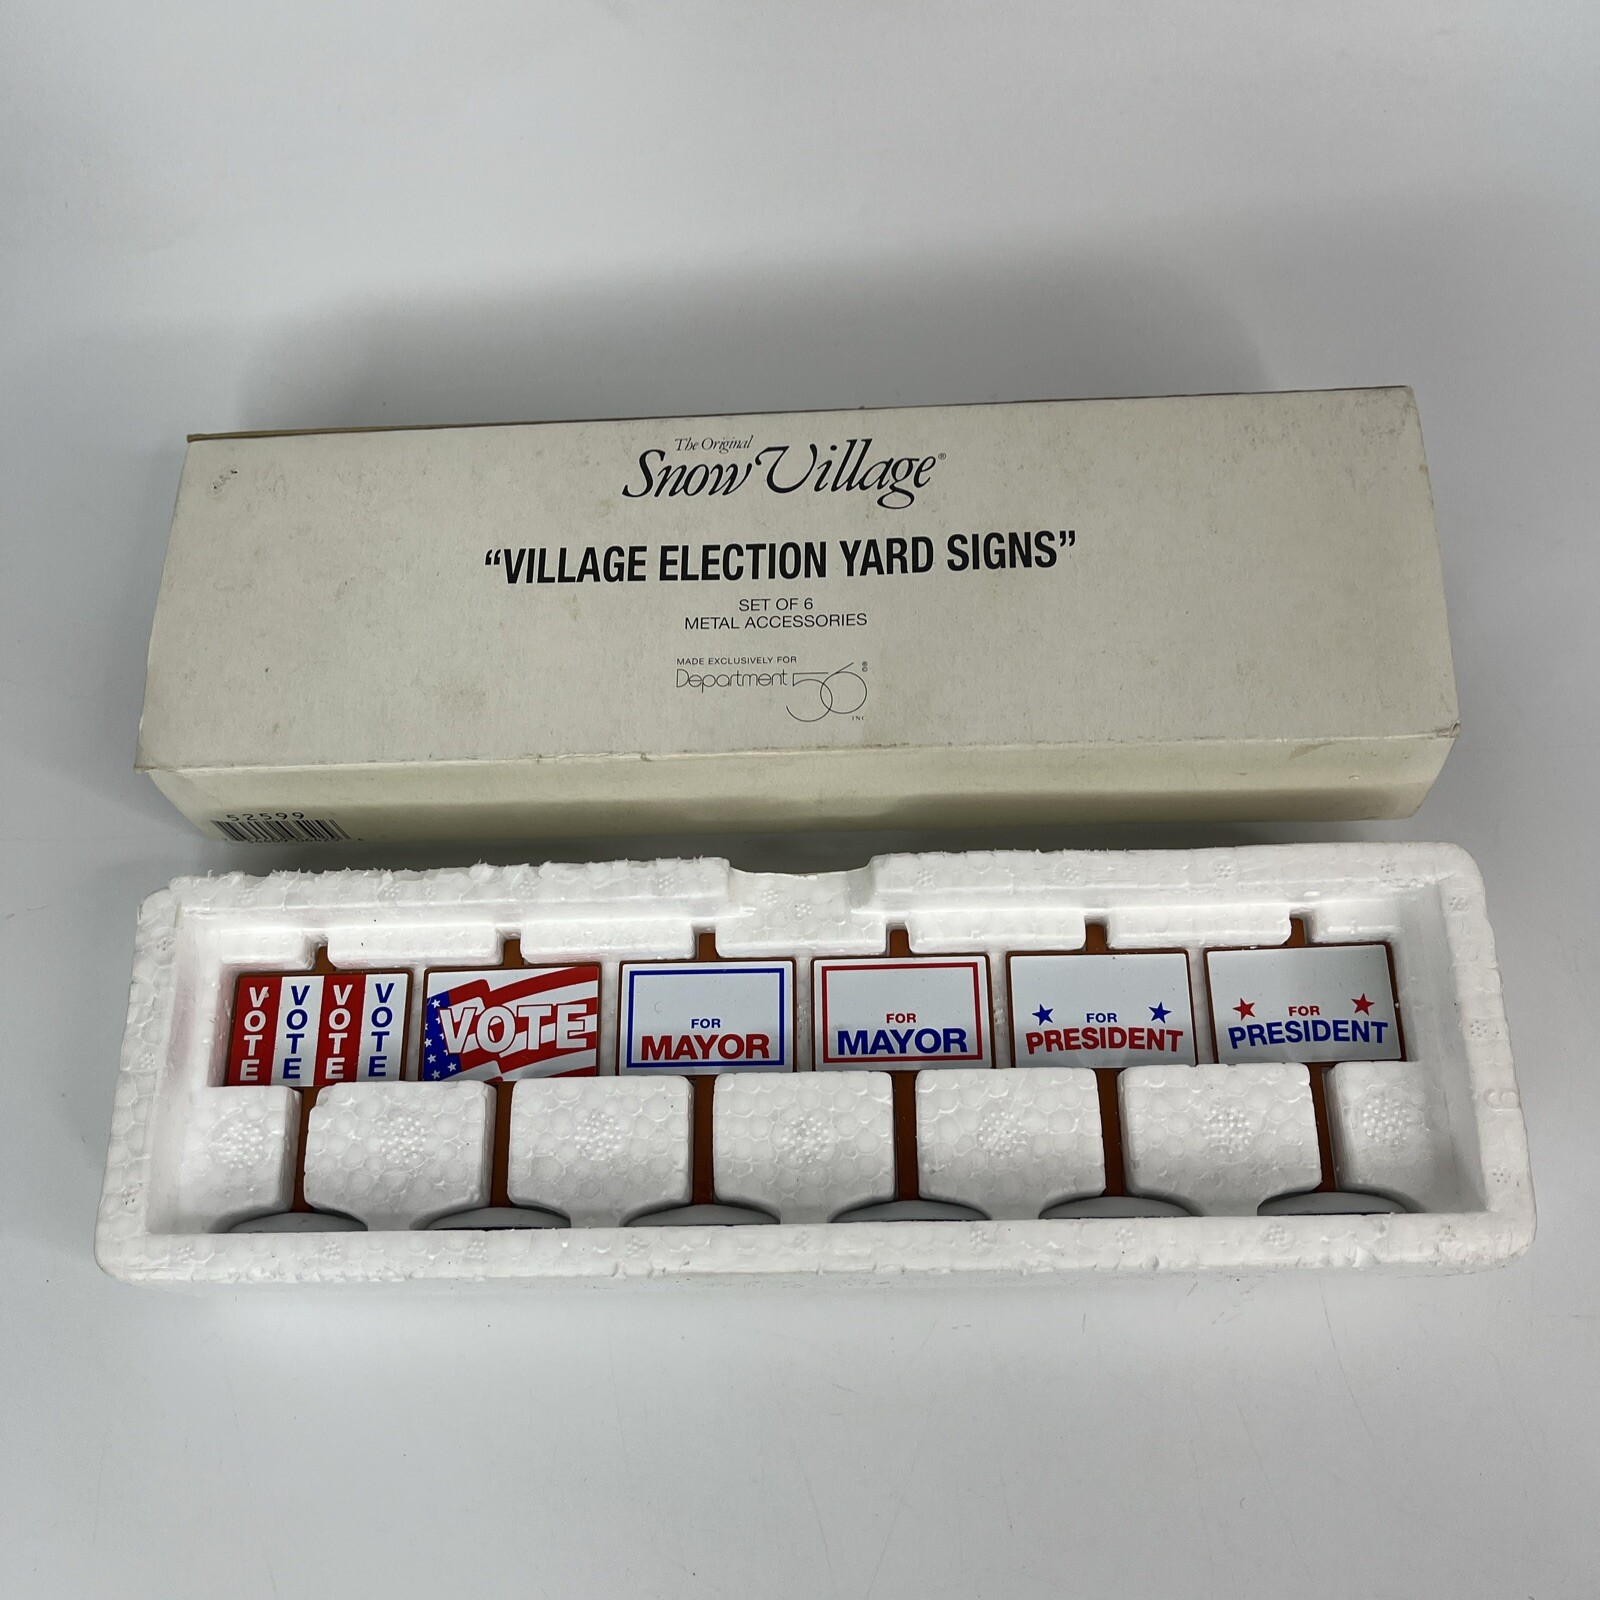 The Original
Snow Village®
“VILLAGE ELECTION YARD SIGNS”
SET OF 6
METAL ACCESSORIES
MADE EXCLUSIVELY FOR
Department 56®
INC
52599
VOTE
VOTE
VOTE
VOTE
VOTE
FOR
MAYOR
FOR
MAYOR
FOR
PRESIDENT
FOR
PRESIDENT